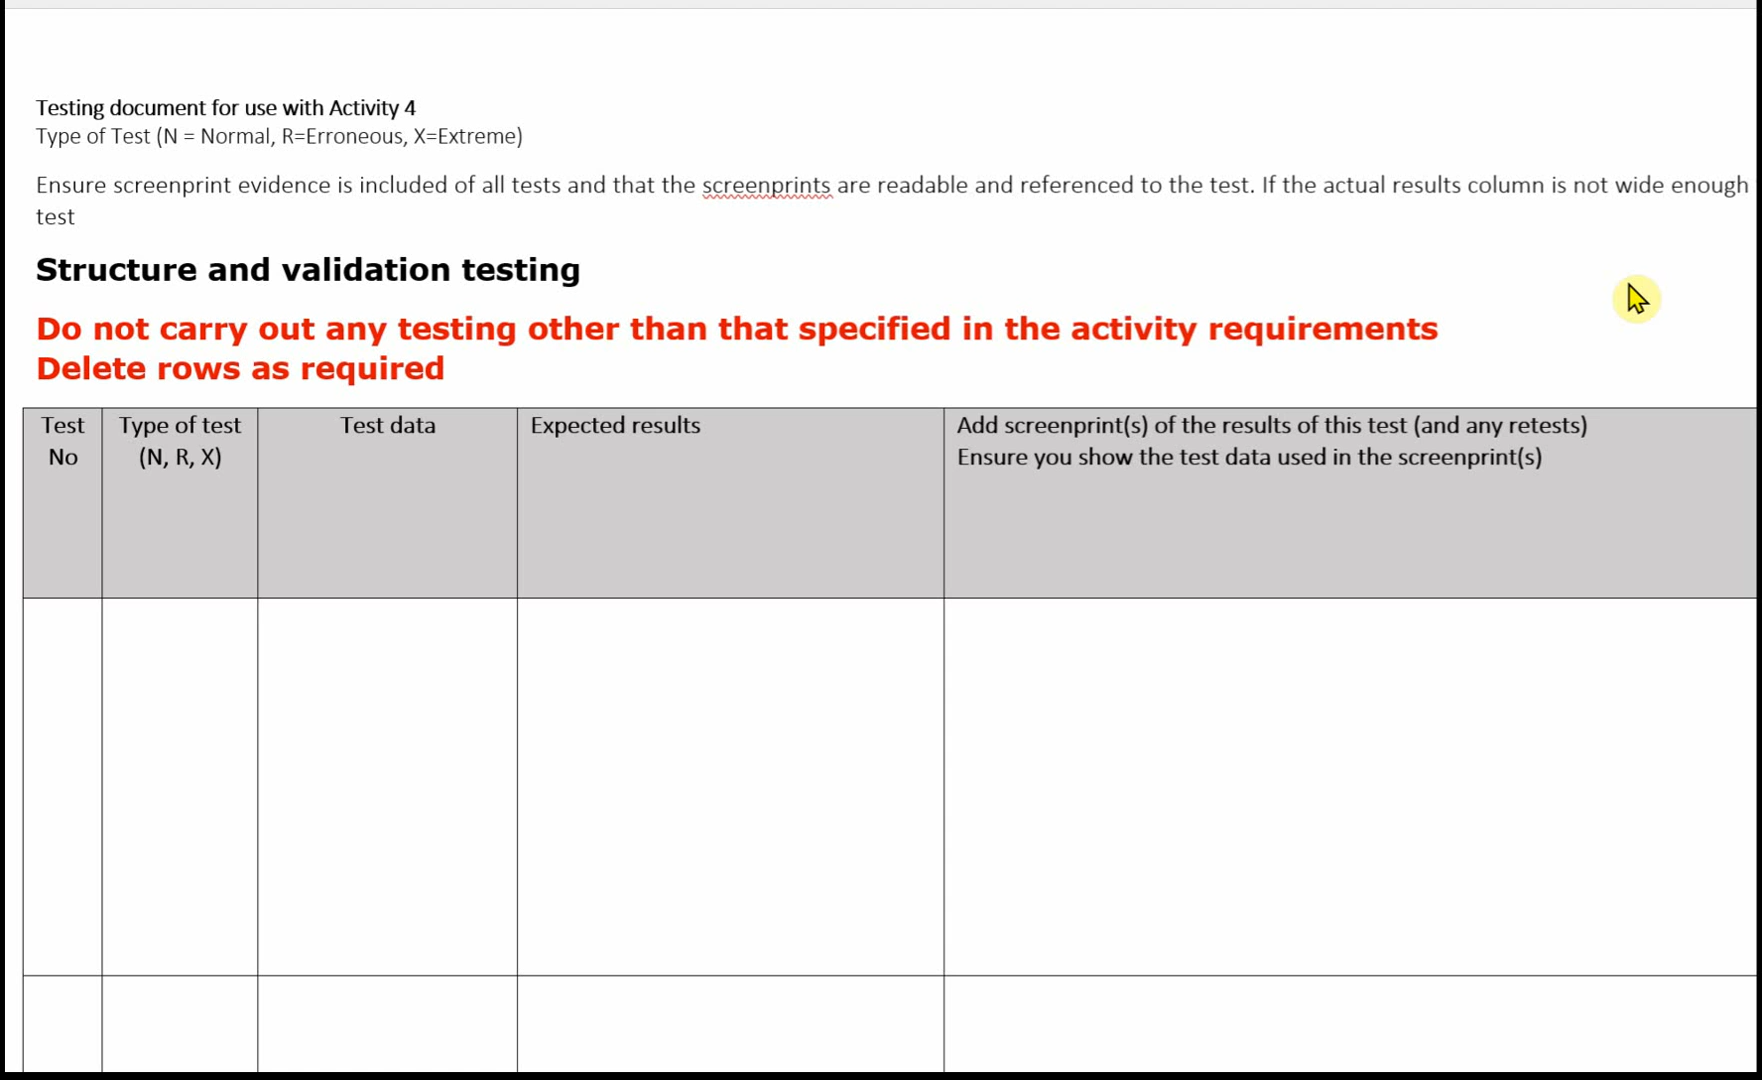 Testing document for use with Activity 4
Type of Test (N = Normal, R=Erroneous, X=Extreme)
Ensure screenprint evidence is included of all tests and that the screenprints are readable and referenced to the test. If the actual results column is not wide enough
test
Structure and validation testing
Do not carry out any testing other than that specified in the activity requirements
Delete rows as required
Test No
Type of test (N, R, X)
Test data
Expected results
Add screenprint(s) of the results of this test (and any retests)
Ensure you show the test data used in the screenprint(s)